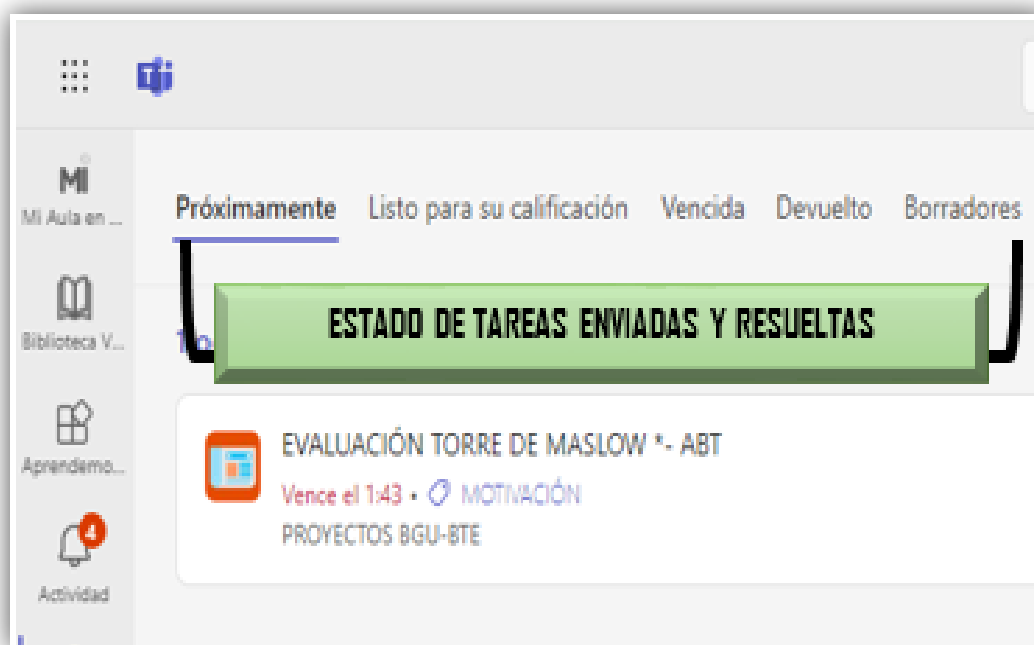 MI
Mi Aula en ...
Próximamente Listo para su calificación Vencida Devuelto Borradores
Biblioteca V...
ESTADO DE TAREAS ENVIADAS Y RESUELTAS
Aprendemo...
EVALUACIÓN TORRE DE MASLOW *- ABT
Vence el 1:43 • MOTIVACIÓN
PROYECTOS BGU-BTE
4
Actividad